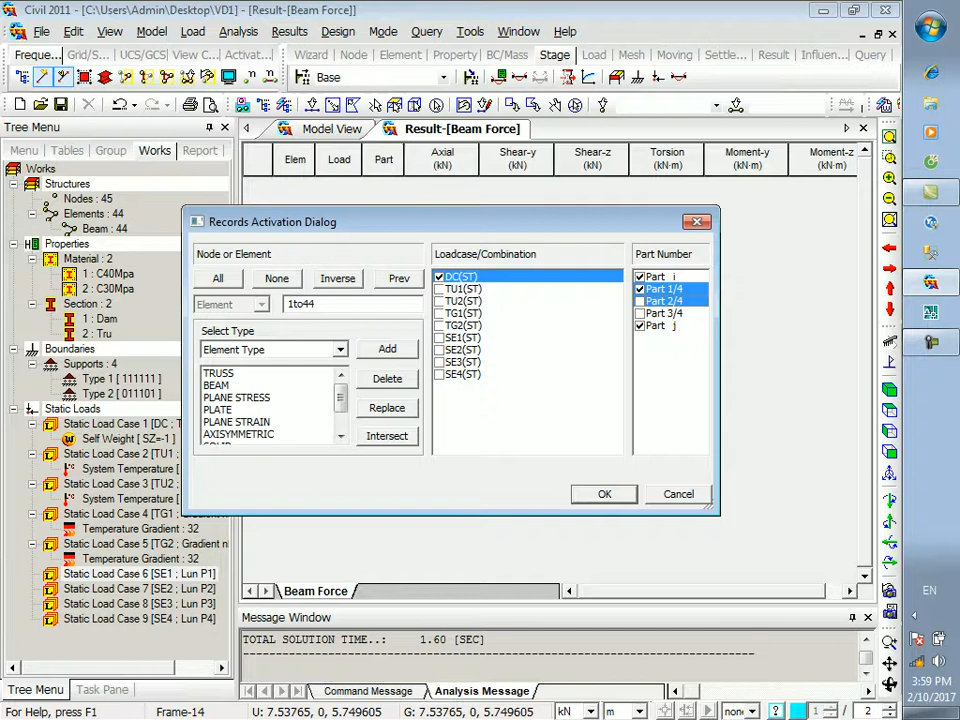 Civil 2011 - [C:\Users\Admin\Desktop\VD1] - [Result-[Beam Force]]
File Edit View Model Load Analysis Results Design Mode Query Tools Window Help
Freque... Grid/S... UCS/GCS View C... Activat... Wizard Node Element Property BC/Mass Stage Load Mesh Moving Settle... Result Influen... Query
Base
Tree Menu
Model View Result-[Beam Force]
Menu Tables Group Works Report
Elem Load Part Axial (kN) Shear-y (kN) Shear-z (kN) Torsion (kN·m) Moment-y (kN·m) Moment-z (kN·m)
Works
Structures
Nodes : 45
Elements : 44
Beam : 44
Properties
Material : 2
1 : C40Mpa
2 : C30Mpa
Section : 2
1 : Dam
2 : Tru
Boundaries
Supports : 4
Type 1 [ 111111 ]
Type 2 [ 011101 ]
Static Loads
Static Load Case 1 [DC ;
Self Weight [ SZ=-1 ]
Static Load Case 2 [TU1 ;
System Temperature [
Static Load Case 3 [TU2 ;
System Temperature [
Static Load Case 4 [TG1 ;
Temperature Gradient : 32
Static Load Case 5 [TG2 ; Gradient n
Temperature Gradient : 32
Static Load Case 6 [SE1 ; Lun P1]
Static Load Case 7 [SE2 ; Lun P2]
Static Load Case 8 [SE3 ; Lun P3]
Static Load Case 9 [SE4 ; Lun P4]
Records Activation Dialog
Node or Element
All None Inverse Prev
Element 1to44
Select Type
Element Type
Add
Delete
Replace
Intersect
TRUSS
BEAM
PLANE STRESS
PLATE
PLANE STRAIN
AXISYMMETRIC
Loadcase/Combination
DC(ST)
TU1(ST)
TU2(ST)
TG1(ST)
TG2(ST)
SE1(ST)
SE2(ST)
SE3(ST)
SE4(ST)
Part Number
Part i
Part 1/4
Part 2/4
Part 3/4
Part j
OK Cancel
Beam Force
Message Window
TOTAL SOLUTION TIME..: 1.60 [SEC]
Command Message Analysis Message
Tree Menu Task Pane
For Help, press F1 Frame-14 U: 7.53765, 5.749605 G: 7.53765, 5.749605 kN m none 1 / 2
EN
3:59 PM
2/10/2017